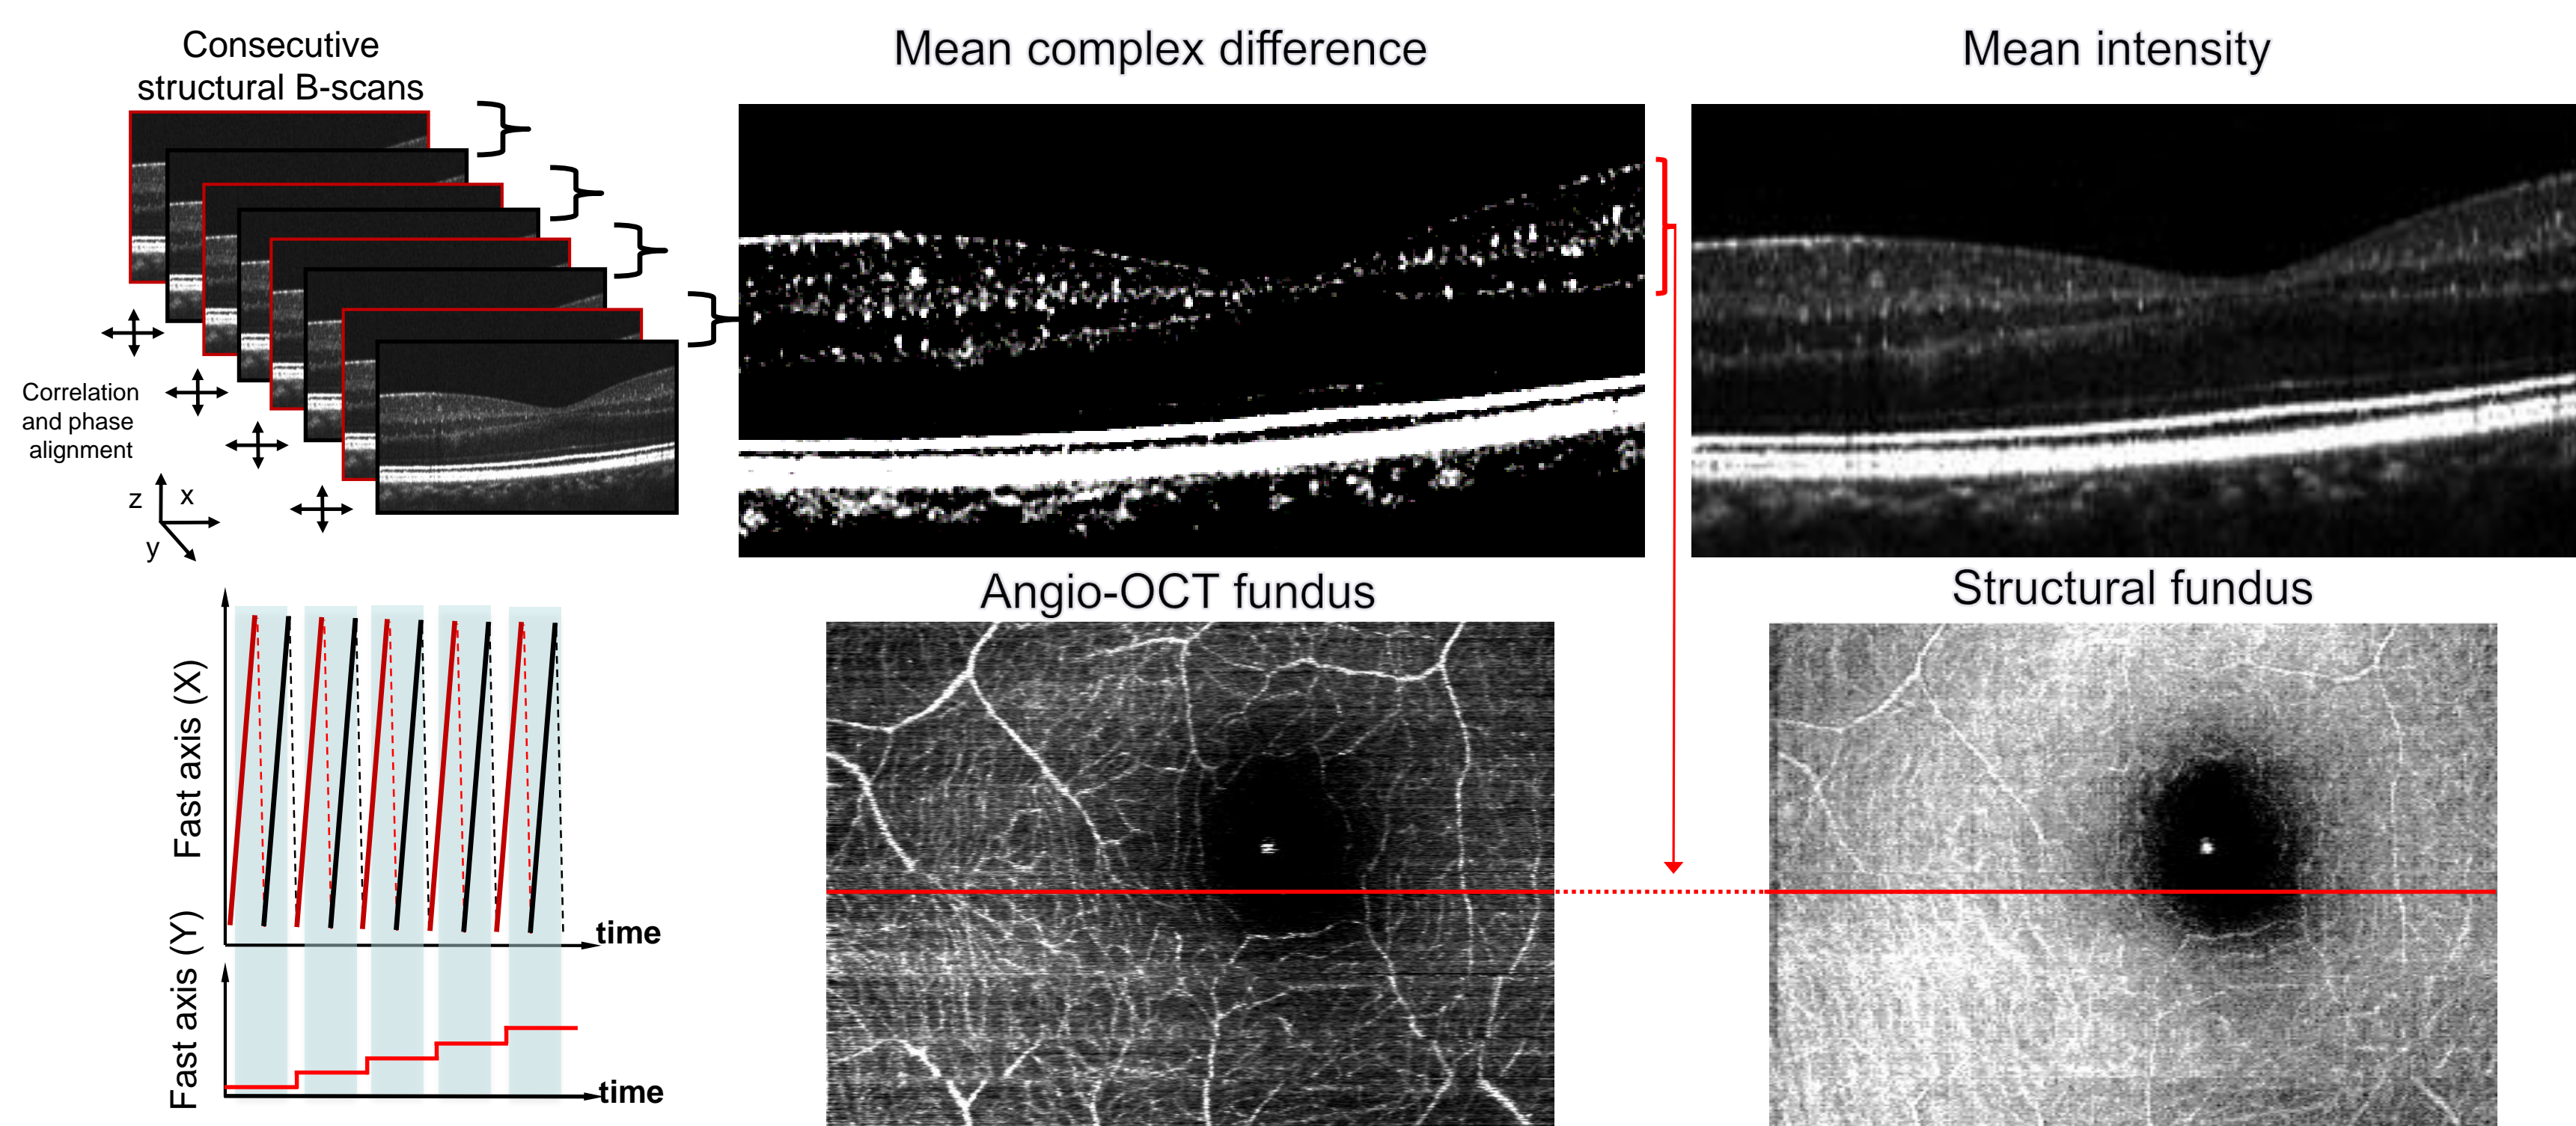 Consecutive
structural B-scans
Mean complex difference
Mean intensity
Correlation
and phase
alignment
z
x
y
Angio-OCT fundus
Structural fundus
Fast axis (X)
time
Fast axis (Y)
time